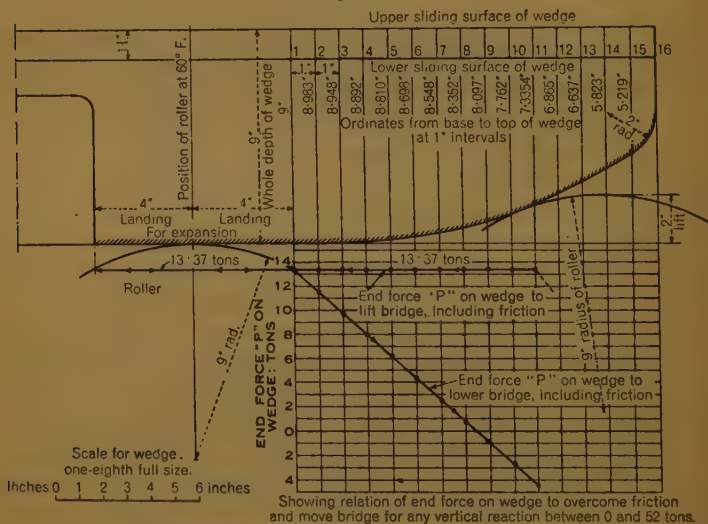 Upper sliding surface of wedge
1 2 3 4 5 6 7 8 9 10 11 12 13 14 15 16
Lower sliding surface of wedge
1" 1"
8·983" 8·948" 8·892" 8·810" 8·698" 8·548" 8·352" 8·097" 7·762" 7·3354" 6·865" 6·637" 5·823" 5·219"
Ordinates from base to top of wedge
at 1" intervals
2"
rad.
Position of roller at 60° F.
9"
Whole depth of wedge
9"
4" 4"
Landing Landing
For expansion
2"
lift
13·37 tons 13·37 tons
Roller
End force "P" on wedge to
lift bridge, including friction
9" radius of roller
9" rad.
END FORCE "P" ON
WEDGE: TONS
14
12
10
8
6
4
2
0
2
4
End force "P" on wedge to
lower bridge, including friction
Scale for wedge.
one-eighth full size.
Inches 0 1 2 3 4 5 6 inches
Showing relation of end force on wedge to overcome friction
and move bridge for any vertical reaction between 0 and 52 tons.